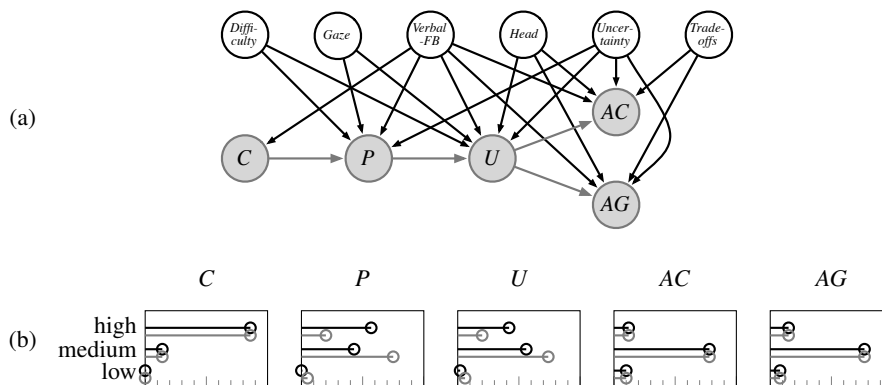 Diffi-
culty
Gaze
Verbal
-FB
Head
Uncer-
tainty
Trade-
offs
(a)
AC
C
P
U
AG
C
P
U
AC
AG
(b)
high
medium
low